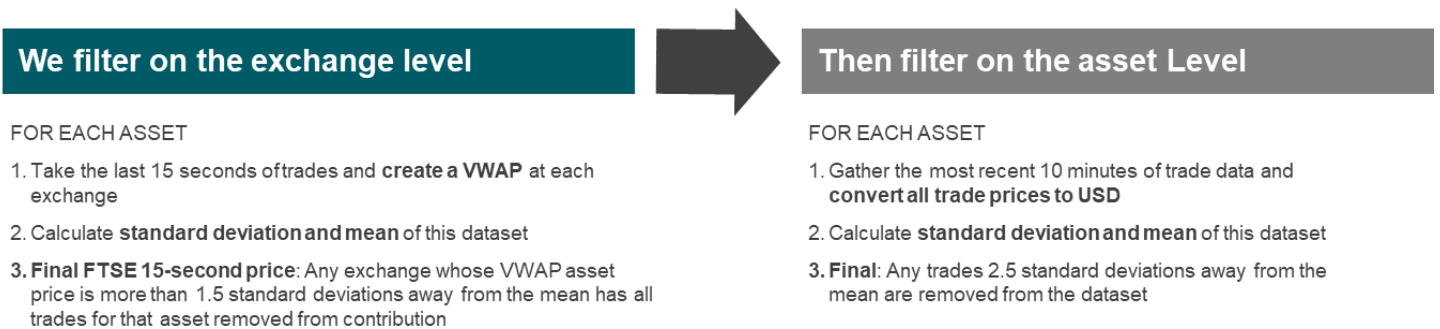 We filter on the exchange level
FOR EACH ASSET
1. Take the last 15 seconds of trades and create a VWAP at each
exchange
2. Calculate standard deviation and mean of this dataset
3. Final FTSE 15-second price: Any exchange whose VWAP asset
price is more than 1.5 standard deviations away from the mean has all
trades for that asset removed from contribution
Then filter on the asset Level
FOR EACH ASSET
1. Gather the most recent 10 minutes of trade data and
convert all trade prices to USD
2. Calculate standard deviation and mean of this dataset
3. Final: Any trades 2.5 standard deviations away from the
mean are removed from the dataset